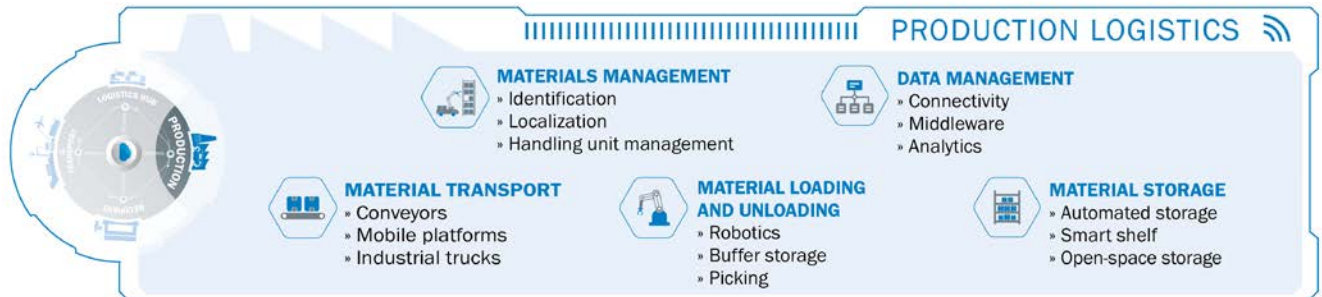 PRODUCTION LOGISTICS
MATERIALS MANAGEMENT
» Identification
» Localization
» Handling unit management
DATA MANAGEMENT
» Connectivity
» Middleware
» Analytics
MATERIAL TRANSPORT
» Conveyors
» Mobile platforms
» Industrial trucks
MATERIAL LOADING
AND UNLOADING
» Robotics
» Buffer storage
» Picking
MATERIAL STORAGE
» Automated storage
» Smart shelf
» Open-space storage
LOGISTICS HUB
PRODUCTION